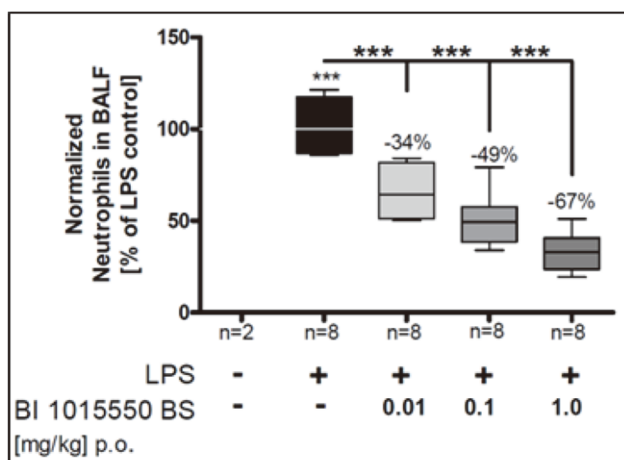 Normalized
Neutrophils in BALF
[% of LPS control]
150
100
50
0
*** *** ***
***
-34%
-49%
-67%
n=2 n=8 n=8 n=8 n=8
LPS - + + + +
BI 1015550 BS - - 0.01 0.1 1.0
[mg/kg] p.o.